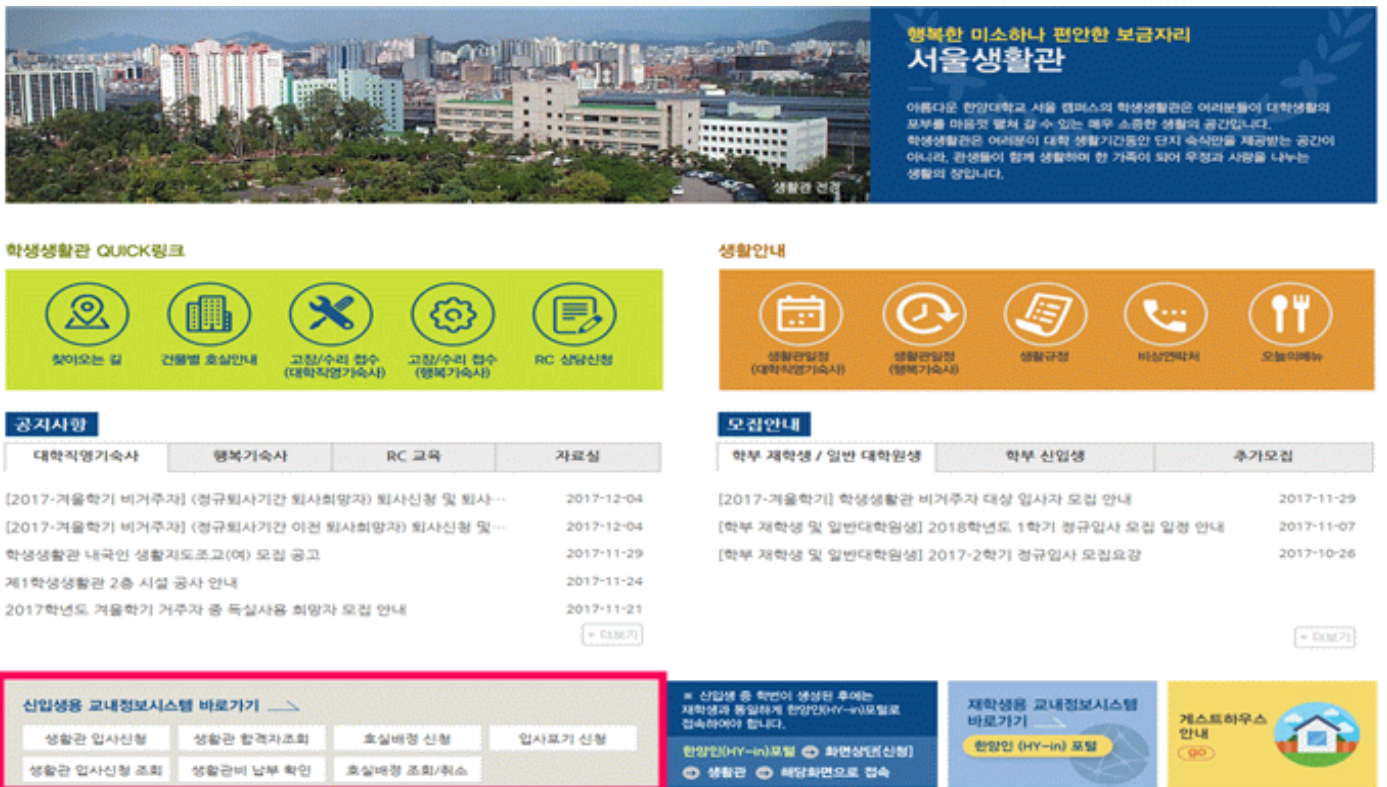 행복한 미소하나 편안한 보금자리
서울생활관
아름다운 한양대학교 서울 캠퍼스의 학생생활관은 여러분들이 대학생활의
포부를 마음껏 펼쳐 갈 수 있는 매우 소중한 생활의 공간입니다.
학생생활관은 여러분이 대학 생활기간동안 단지 숙식만을 제공받는 공간이
아니라, 관생들이 함께 생활하며 한 가족이 되어 우정과 사랑을 나누는
생활의 장입니다.
생활관 전경
학생생활관 QUICK링크
찾아오는 길
건물별 호실안내
고장/수리 접수
(대학직영기숙사)
고장/수리 접수
(행복기숙사)
RC 상담신청
생활안내
생활관일정
(대학직영기숙사)
생활관일정
(행복기숙사)
생활규정
비상연락처
오늘의메뉴
공지사항
대학직영기숙사 행복기숙사 RC 교육 자료실
[2017-겨울학기 비거주자] (정규퇴사기간 퇴사희망자) 퇴사신청 및 퇴사… 2017-12-04
[2017-겨울학기 비거주자] (정규퇴사기간 이전 퇴사희망자) 퇴사신청 및… 2017-12-04
학생생활관 내국인 생활지도조교(여) 모집 공고 2017-11-29
제1학생생활관 2층 시설 공사 안내 2017-11-24
2017학년도 겨울학기 거주자 중 독실사용 희망자 모집 안내 2017-11-21
+ 더보기
모집안내
학부 재학생 / 일반 대학원생 학부 신입생 추가모집
[2017-겨울학기] 학생생활관 비거주자 대상 입사자 모집 안내 2017-11-29
[학부 재학생 및 일반대학원생] 2018학년도 1학기 정규입사 모집 일정 안내 2017-11-07
[학부 재학생 및 일반대학원생] 2017-2학기 정규입사 모집요강 2017-10-26
+ 더보기
신입생용 교내정보시스템 바로가기
생활관 입사신청 생활관 합격자조회 호실배정 신청 입사포기 신청
생활관 입사신청 조회 생활관비 납부 확인 호실배정 조회/취소
※ 신입생 중 학번이 생성된 후에는
재학생과 동일하게 한양인(HY-in)포털로
접속하여야 합니다.
한양인(HY-in)포털 ➡ 화면상단[신청]
➡ 생활관 ➡ 해당화면으로 접속
재학생용 교내정보시스템
바로가기
한양인 (HY-in) 포털
게스트하우스
안내
go